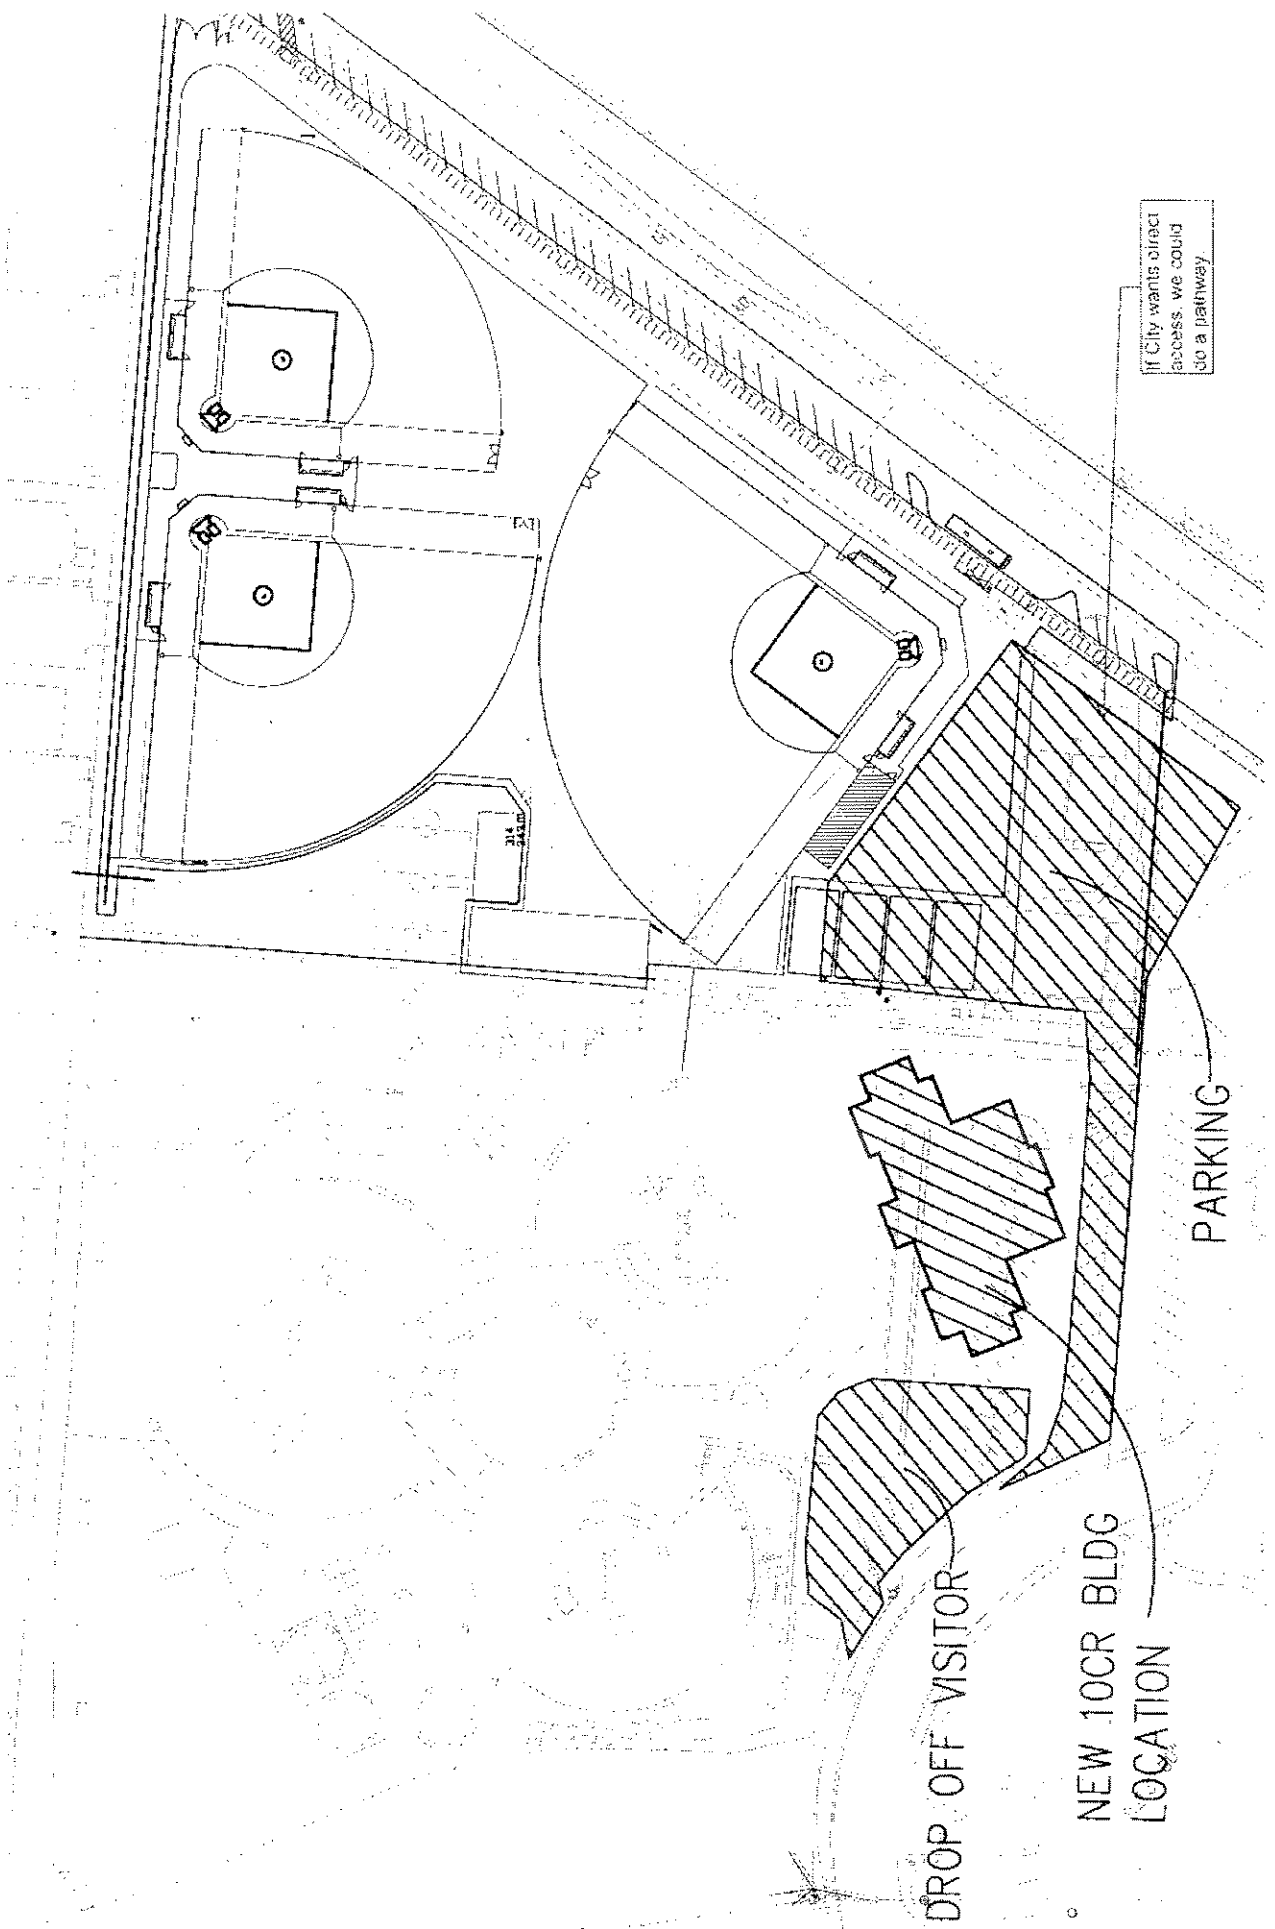 If City wants direct
access, we could
do a pathway.
PARKING
NEW 10CR BLDG
LOCATION
DROP OFF VISITOR